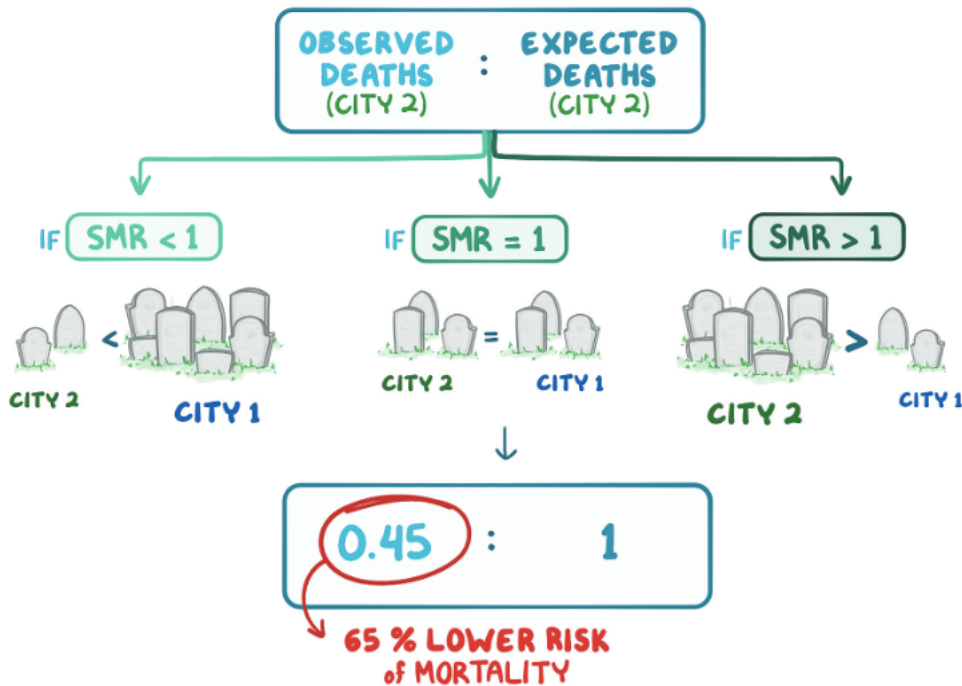 OBSERVED : EXPECTED
DEATHS DEATHS
(CITY 2) (CITY 2)
IF SMR < 1
IF SMR = 1
IF SMR > 1
<
=
>
CITY 2
CITY 1
CITY 2
CITY 1
CITY 2
CITY 1
0.45 : 1
65 % LOWER RISK
of MORTALITY